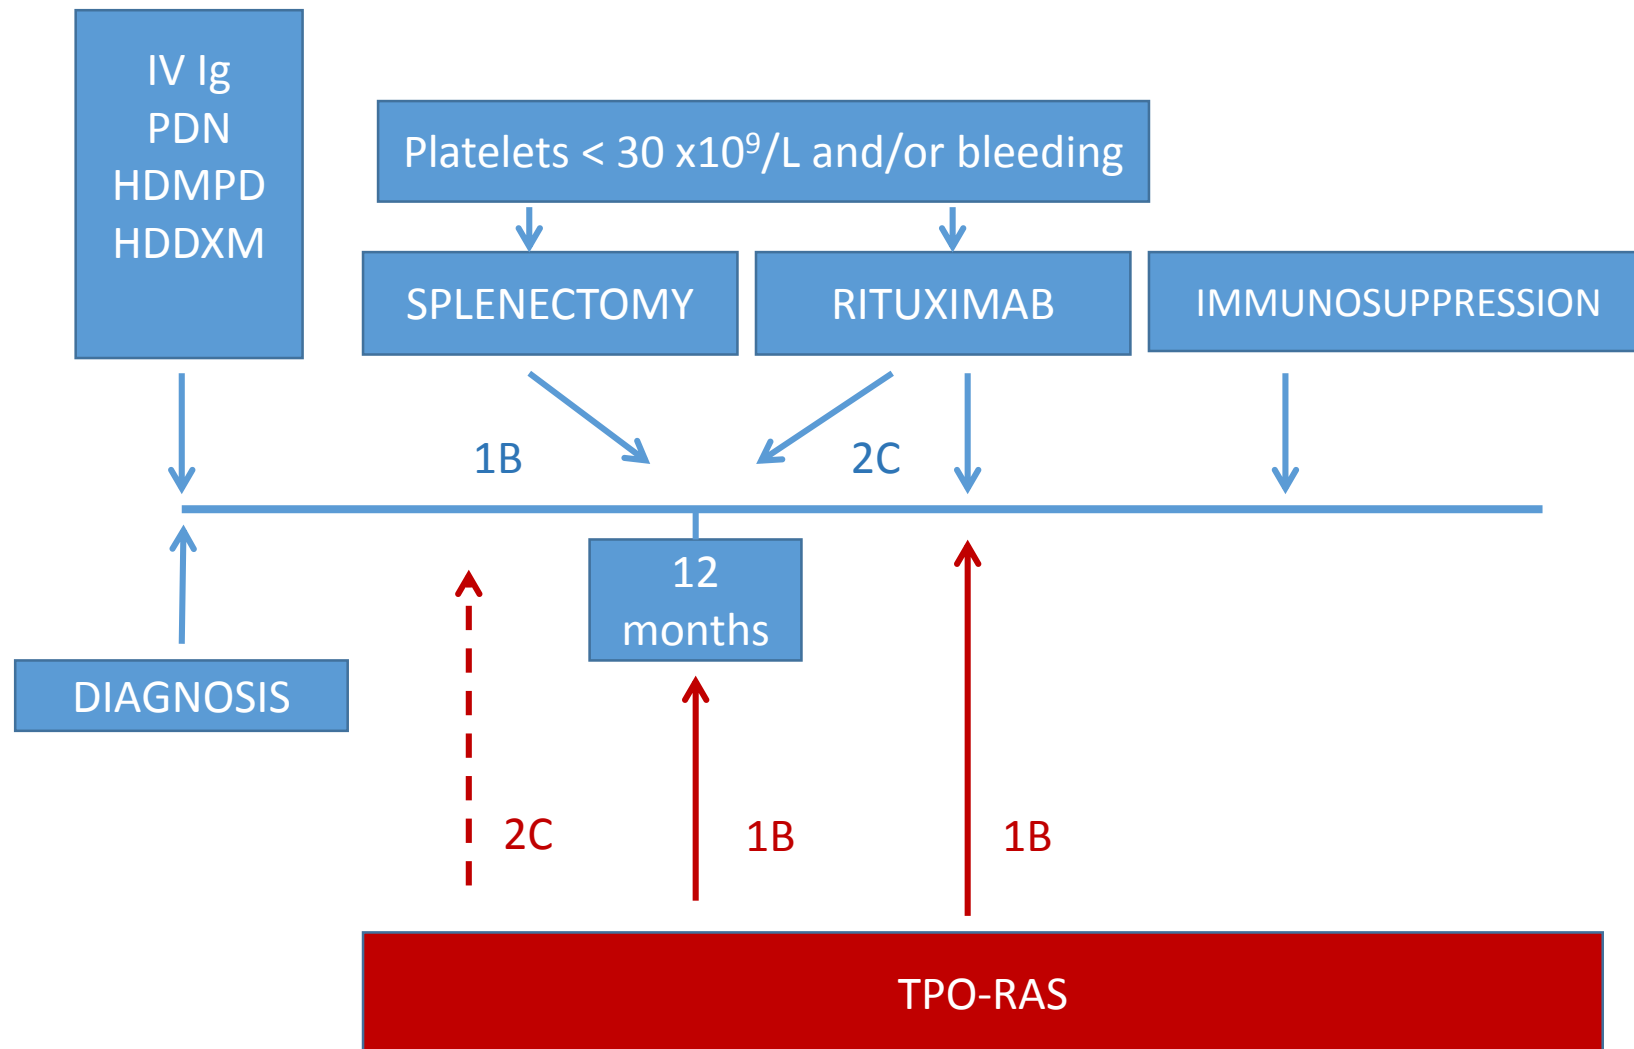 IV Ig
PDN
HDMPD
HDDXM
Platelets < 30 x10⁹/L and/or bleeding
SPLENECTOMY
RITUXIMAB
IMMUNOSUPPRESSION
1B
2C
12
months
DIAGNOSIS
2C
1B
1B
TPO-RAS